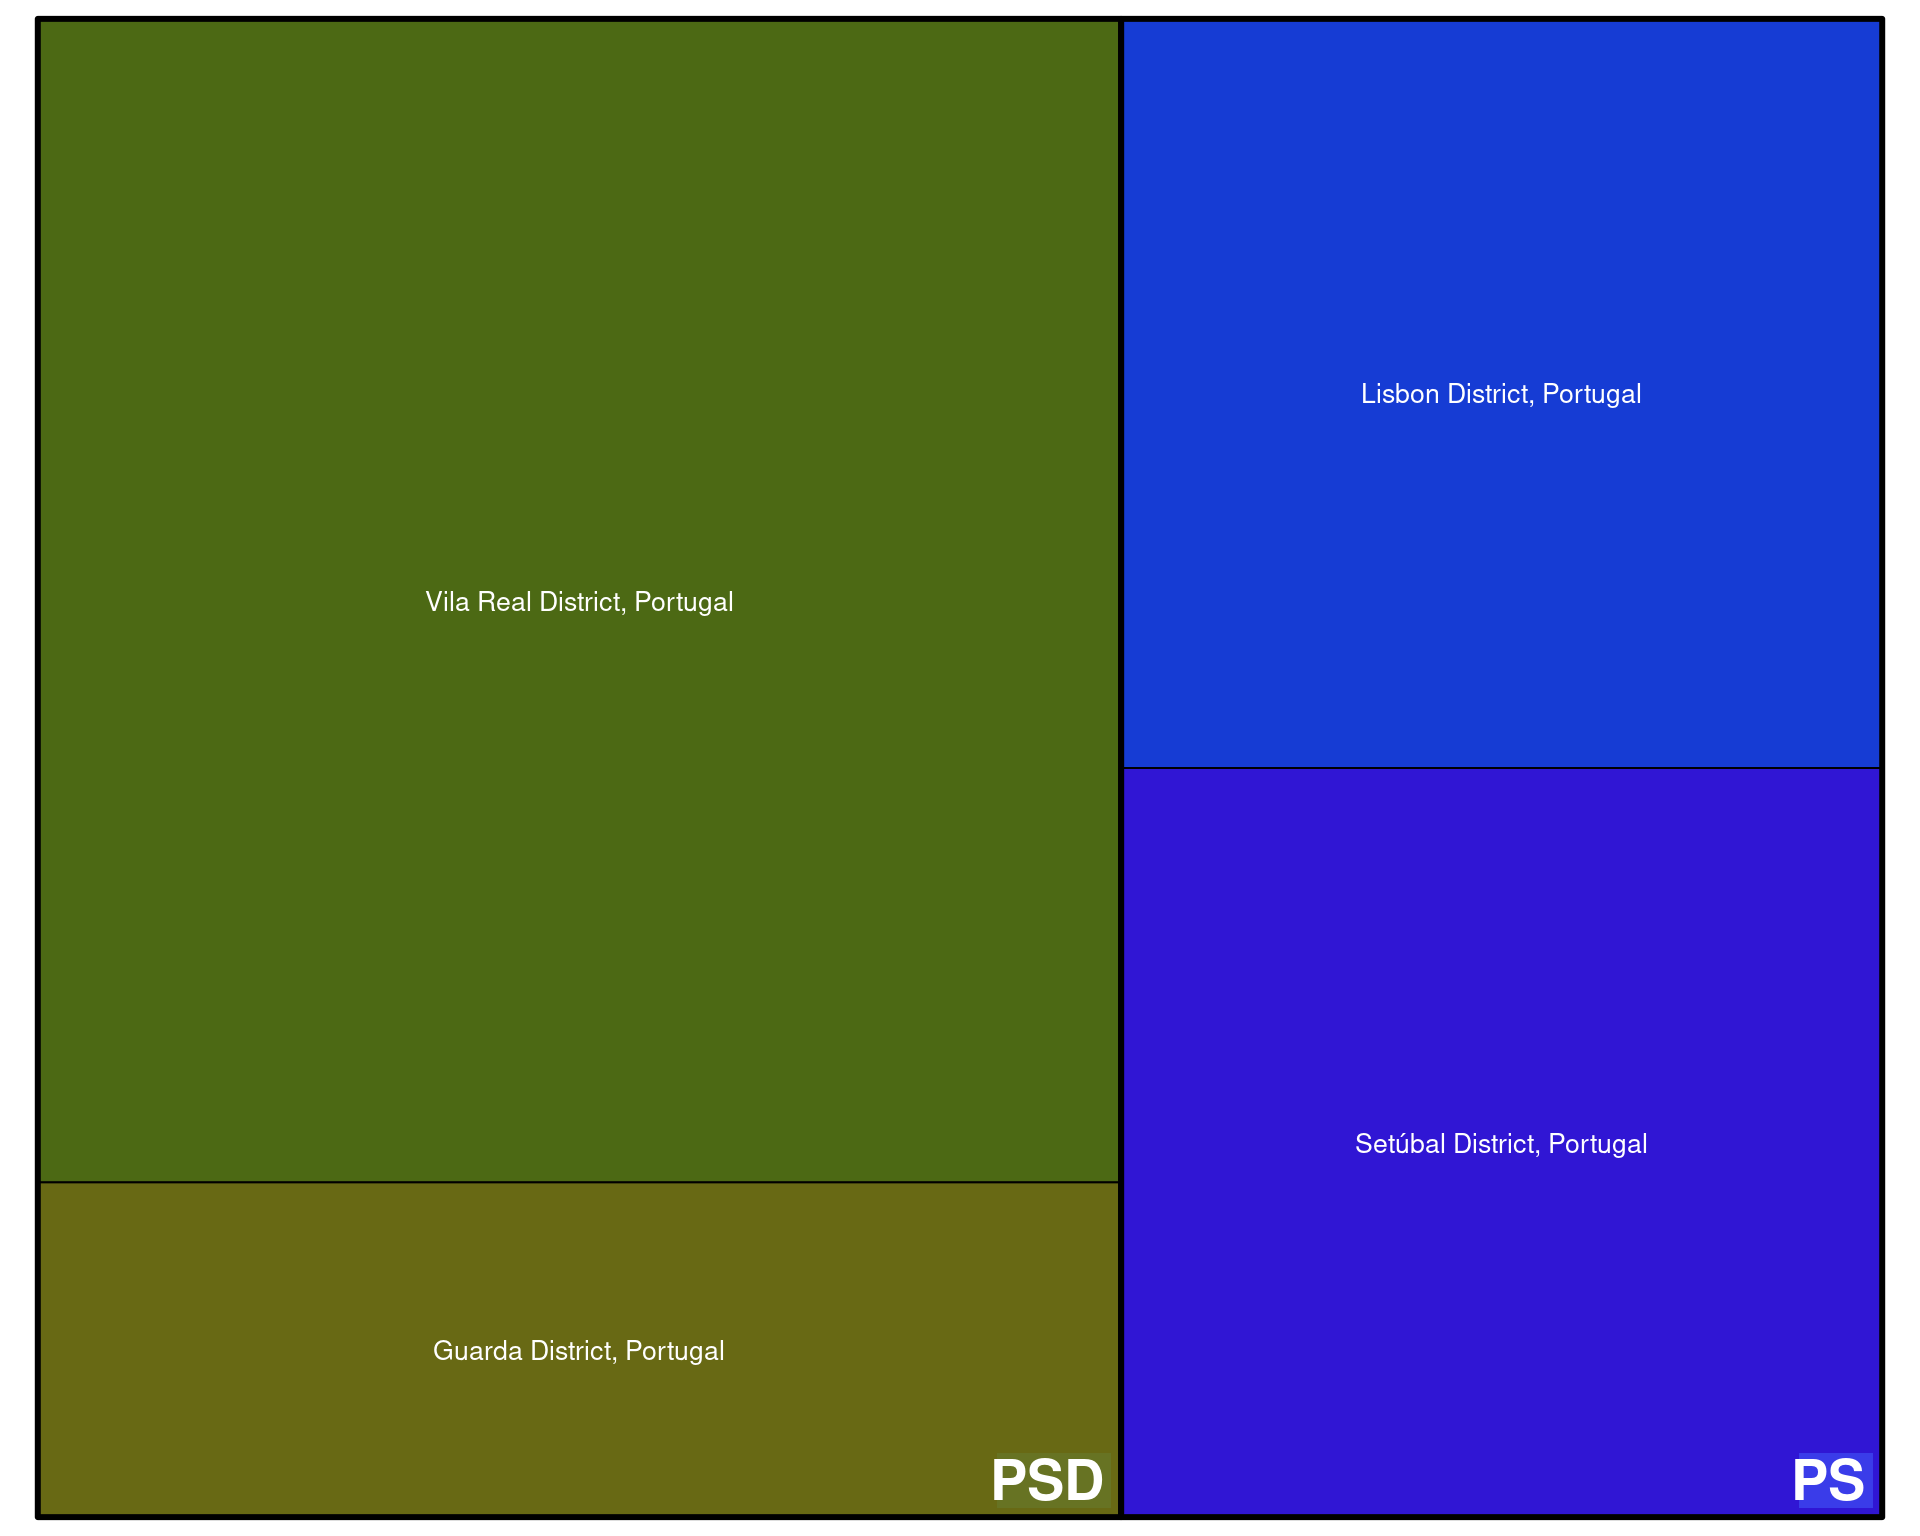 Vila Real District, Portugal
Guarda District, Portugal
PSD
Lisbon District, Portugal
Setúbal District, Portugal
PS